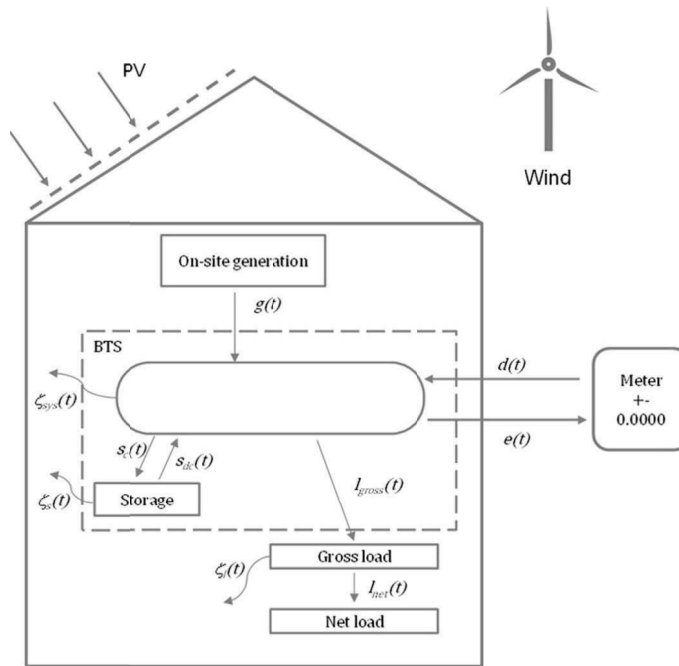 PV
Wind
On-site generation
g(t)
BTS
d(t)
Meter
+-
0.0000
e(t)
ζsys(t)
sc(t)
sdc(t)
ζs(t)
Storage
lgross(t)
Gross load
ζl(t)
lnet(t)
Net load